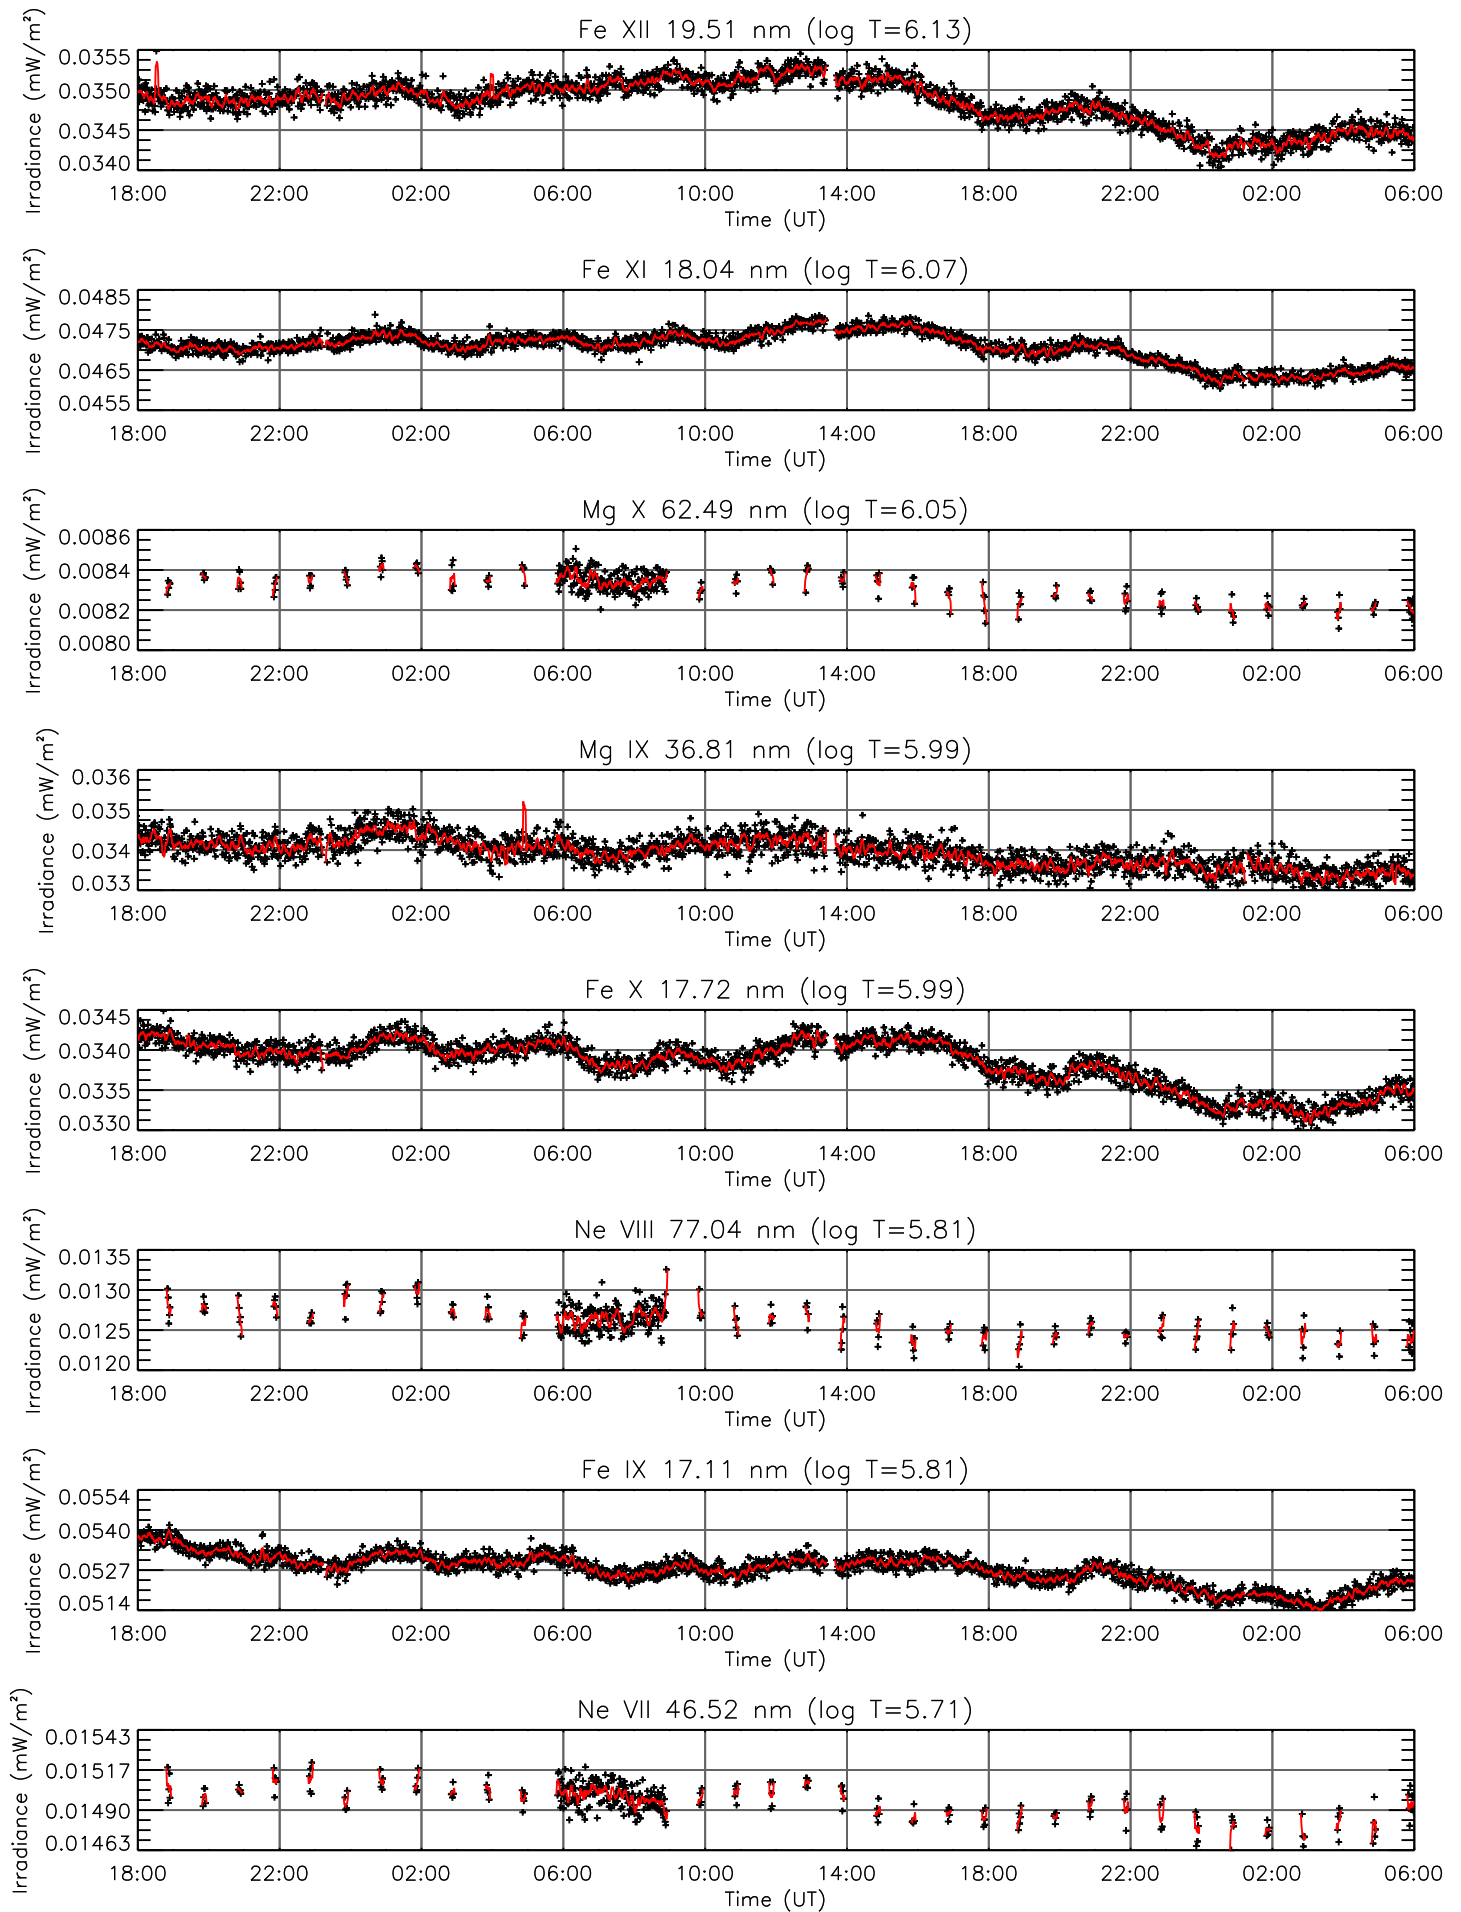 Fe XII 19.51 nm (log T=6.13)
Irradiance (mW/m²)
0.0355
0.0350
0.0345
0.0340
18:00 22:00 02:00 06:00 10:00 14:00 18:00 22:00 02:00 06:00
Time (UT)
Fe XI 18.04 nm (log T=6.07)
Irradiance (mW/m²)
0.0485
0.0475
0.0465
0.0455
18:00 22:00 02:00 06:00 10:00 14:00 18:00 22:00 02:00 06:00
Time (UT)
Mg X 62.49 nm (log T=6.05)
Irradiance (mW/m²)
0.0086
0.0084
0.0082
0.0080
18:00 22:00 02:00 06:00 10:00 14:00 18:00 22:00 02:00 06:00
Time (UT)
Mg IX 36.81 nm (log T=5.99)
Irradiance (mW/m²)
0.036
0.035
0.034
0.033
18:00 22:00 02:00 06:00 10:00 14:00 18:00 22:00 02:00 06:00
Time (UT)
Fe X 17.72 nm (log T=5.99)
Irradiance (mW/m²)
0.0345
0.0340
0.0335
0.0330
18:00 22:00 02:00 06:00 10:00 14:00 18:00 22:00 02:00 06:00
Time (UT)
Ne VIII 77.04 nm (log T=5.81)
Irradiance (mW/m²)
0.0135
0.0130
0.0125
0.0120
18:00 22:00 02:00 06:00 10:00 14:00 18:00 22:00 02:00 06:00
Time (UT)
Fe IX 17.11 nm (log T=5.81)
Irradiance (mW/m²)
0.0554
0.0540
0.0527
0.0514
18:00 22:00 02:00 06:00 10:00 14:00 18:00 22:00 02:00 06:00
Time (UT)
Ne VII 46.52 nm (log T=5.71)
Irradiance (mW/m²)
0.01543
0.01517
0.01490
0.01463
18:00 22:00 02:00 06:00 10:00 14:00 18:00 22:00 02:00 06:00
Time (UT)